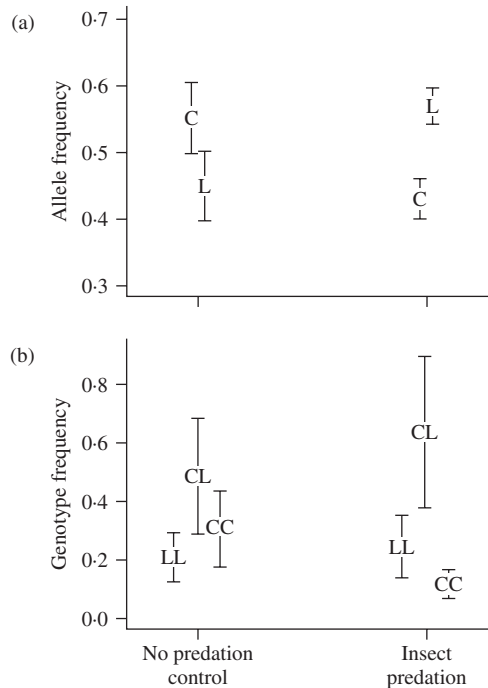 (a)
Allele frequency
0·7
0·6
0·5
0·4
0·3
C
L
L
C
(b)
Genotype frequency
0·8
0·6
0·4
0·2
0·0
LL
CL
CC
LL
CL
CC
No predation
control
Insect
predation